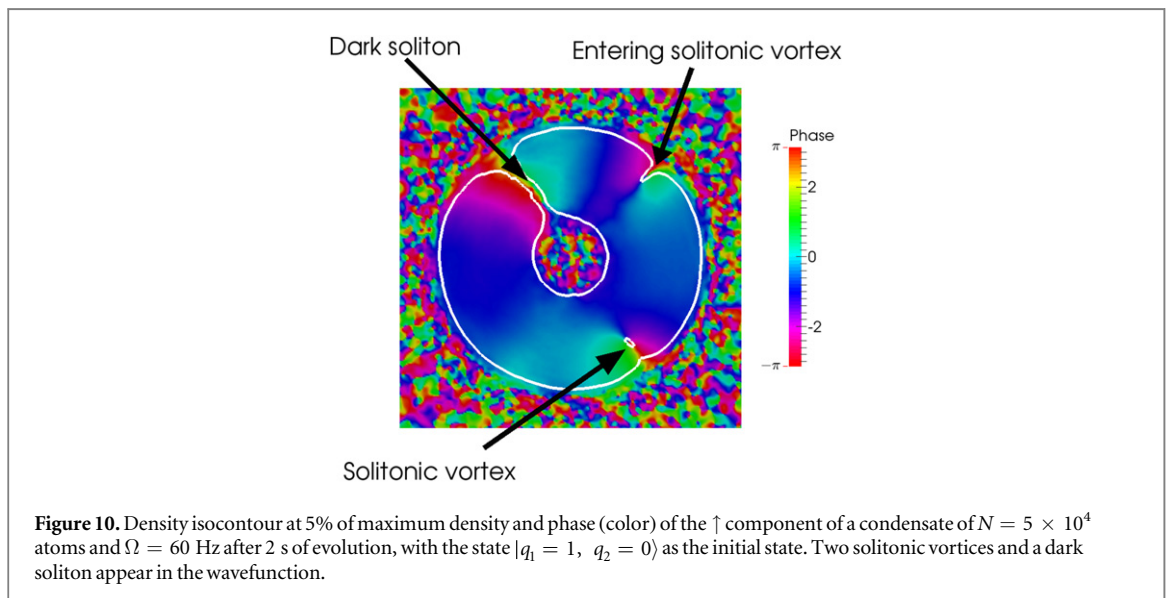 Dark soliton
Entering solitonic vortex
Phase
π
2
0
-2
−π
Solitonic vortex
Figure 10. Density isocontour at 5% of maximum density and phase (color) of the ↑ component of a condensate of N = 5 × 10⁴
atoms and Ω = 60 Hz after 2 s of evolution, with the state |q₁ = 1, q₂ = 0⟩ as the initial state. Two solitonic vortices and a dark
soliton appear in the wavefunction.